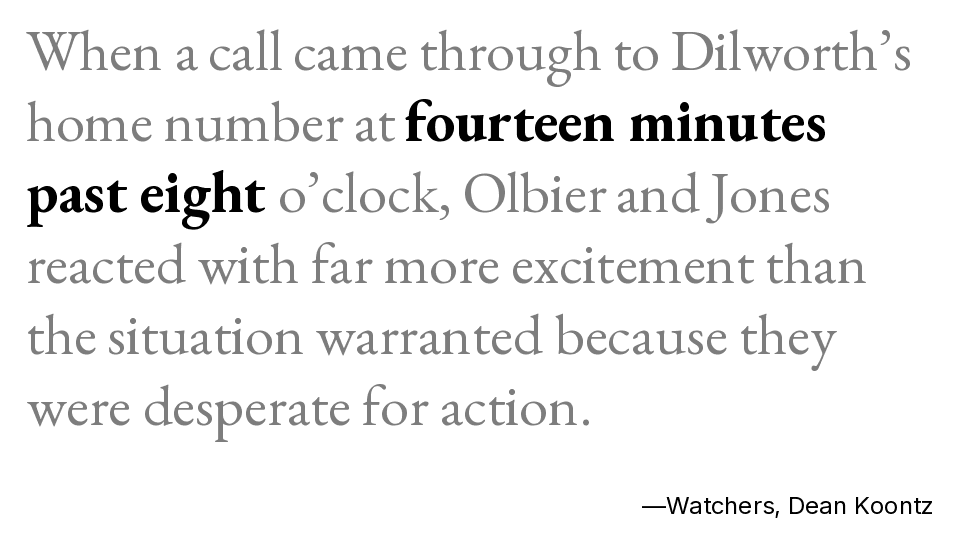 When a call came through to Dilworth’s
home number at fourteen minutes
past eight o’clock, Olbier and Jones
reacted with far more excitement than
the situation warranted because they
were desperate for action.
—Watchers, Dean Koontz